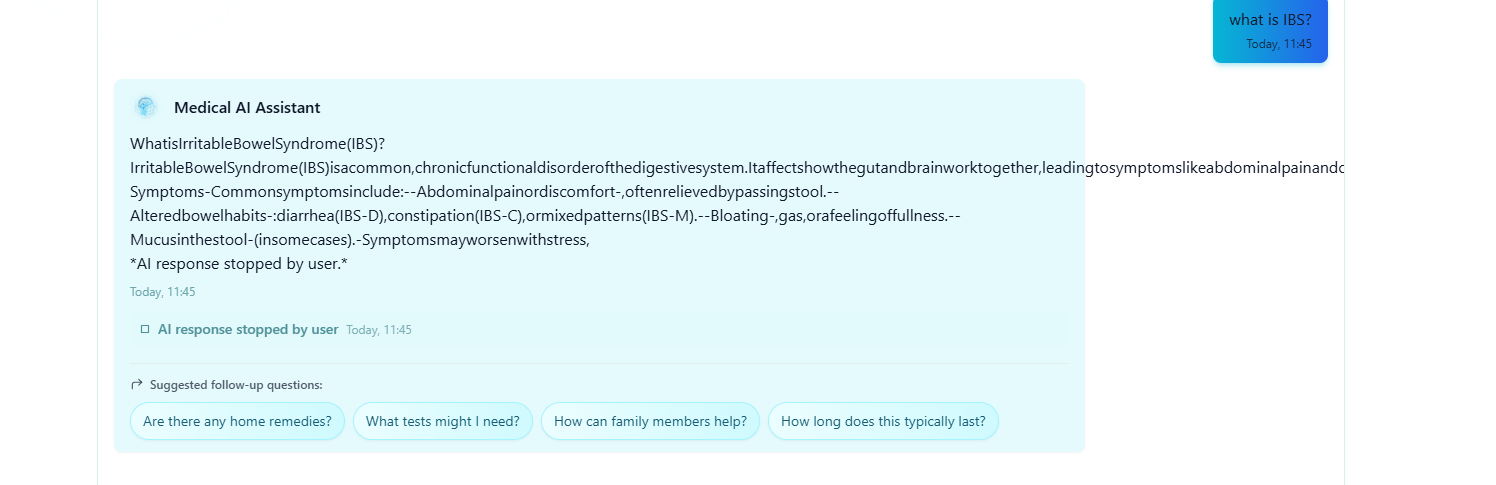 what is IBS?
Today, 11:45
Medical AI Assistant
WhatisIrritableBowelSyndrome(IBS)?
IrritableBowelSyndrome(IBS)isacommon,chronicfunctionaldisorderofthedigestivesystem.Itaffectshowthegutandbrainworktogether,leadingtosymptomslikeabdominalpainandc
Symptoms-Commonsymptomsinclude:--Abdominalpainordiscomfort-,oftenrelievedbypassingstool.--
Alteredbowelhabits-:diarrhea(IBS-D),constipation(IBS-C),ormixedpatterns(IBS-M).--Bloating-,gas,orafeelingoffullness.--
Mucusinthestool-(insomecases).-Symptomsmayworsenwithstress,
*AI response stopped by user.*
Today, 11:45
AI response stopped by user Today, 11:45
Suggested follow-up questions:
Are there any home remedies? What tests might I need? How can family members help? How long does this typically last?